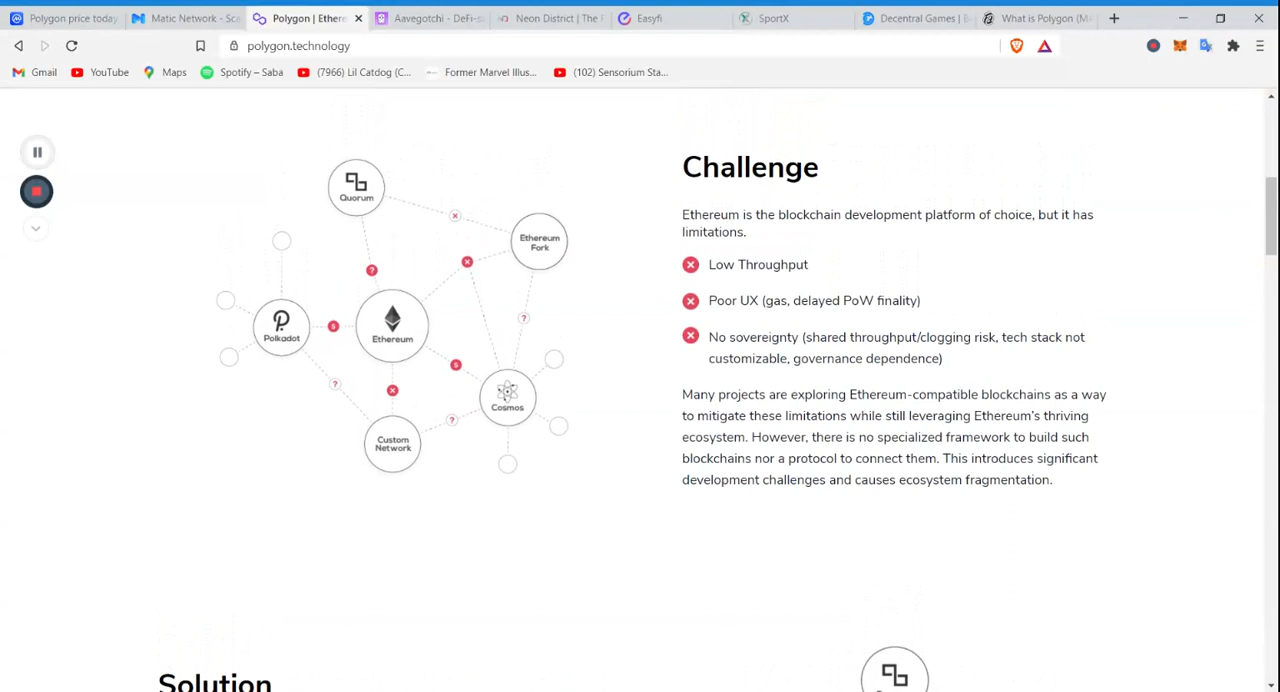 Polygon price today
Matic Network - Sca
Polygon | Ethere
Aavegotchi - DeFi-s
Neon District | The F
Easyfi
SportX
Decentral Games | B
What is Polygon (M
polygon.technology
Gmail
YouTube
Maps
Spotify – Saba
(7966) Lil Catdog (C...
Former Marvel Illus...
(102) Sensorium Sta...
Quorum
Ethereum
Fork
Polkadot
Ethereum
Cosmos
Custom
Network
Challenge
Ethereum is the blockchain development platform of choice, but it has
limitations.
Low Throughput
Poor UX (gas, delayed PoW finality)
No sovereignty (shared throughput/clogging risk, tech stack not
customizable, governance dependence)
Many projects are exploring Ethereum-compatible blockchains as a way
to mitigate these limitations while still leveraging Ethereum's thriving
ecosystem. However, there is no specialized framework to build such
blockchains nor a protocol to connect them. This introduces significant
development challenges and causes ecosystem fragmentation.
Solution